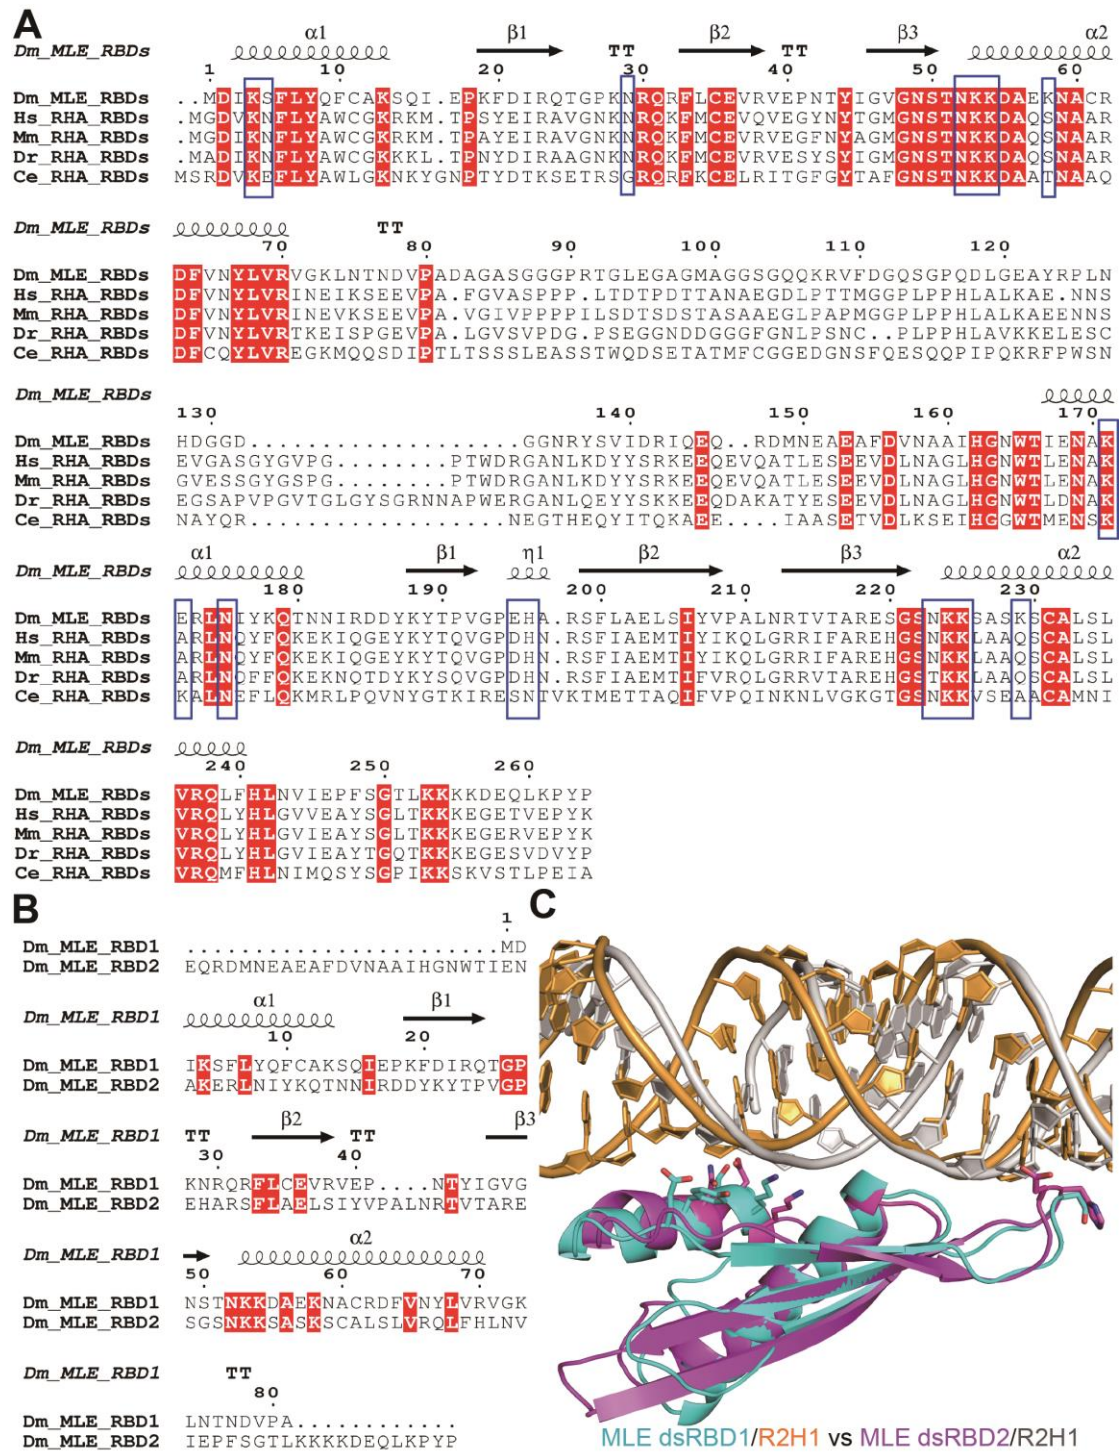 A
α1 β1 TT β2 TT β3 α2
Dm_MLE_RBDs
1 10 20 30 40 50 60
Dm_MLE_RBDs ..MDIKSFLYQFCAKSQI.EPKFDIRQTGPKNRQRFLCEVRVEPNTYIGVGNSTNKKDAEKNACR
Hs_RHA_RBDs .MGDVKNFLYAWCGKRKM.TPSYEIRAVGNKNRQKFMCEVQVEGYNYTGMGNSTNKKDAQSNAAR
Mm_RHA_RBDs .MGDIKNFLYAWCGKRKM.TPAYEIRAVGNKNRQKFMCEVRVEGFNYAGMGNSTNKKDAQSNAAR
Dr_RHA_RBDs .MADIKNFLYAWCGKKKL.TPNYDIRAAGNKNRQKFMCEVRVESYSYIGMGNSTNKKDAQSNAAR
Ce_RHA_RBDs MSRDVKEFLYAWLGKNKYGNPTYDTKSETRSGRQRFKCELRITGFGYTAFGNSTNKKDAATNAAQ
Dm_MLE_RBDs TT
70 80 90 100 110 120
Dm_MLE_RBDs DFVNYLVRVGKLNTNDVPADAGASGGGPRTGLEGAGMAGGSGQQKRVFDGQSGPQDLGEAYRPLN
Hs_RHA_RBDs DFVNYLVRINEIKSEEVPA.FGVASPPP.LTDTPDTTANAEGDLPTTMGGPLPPHLALKAE.NNS
Mm_RHA_RBDs DFVNYLVRINEVKSEEVPA.VGIVPPPPILSDTSDSTASAAEGLPAPMGGPLPPHLALKAEENNS
Dr_RHA_RBDs DFVNYLVRTKEISPGEVPA.LGVSVPDG.PSEGGNDDGGGFGNLPSNC..PLPPHLAVKKELESC
Ce_RHA_RBDs DFCQYLVREGKMQQSDIPTLTSSSLEASSTWQDSETATMFCGGEDGNSFQESQQPIPQKRFPWSN
Dm_MLE_RBDs
130 140 150 160 170
Dm_MLE_RBDs HDGGD...................GGNRYSVIDRIQEQ..RDMNEAEAFDVNAAIHGNWTIENAK
Hs_RHA_RBDs EVGASGYGVPG........PTWDRGANLKDYYSRKEEQEVQATLESEEVDLNAGLHGNWTLENAK
Mm_RHA_RBDs GVESSGYGSPG........PTWDRGANLKDYYSRKEEQEVQATLESEEVDLNAGLHGNWTLENAK
Dr_RHA_RBDs EGSAPVPGVTGLGYSGRNNAPWERGANLQEYYSKKEEQDAKATYESEEVDLNAGLHGNWTLDNAK
Ce_RHA_RBDs NAYQR..................NEGTHEQYITQKAEE....IAASETVDLKSEIHGGWTMENSK
α1 β1 η1 β2 β3 α2
Dm_MLE_RBDs
180 190 200 210 220 230
Dm_MLE_RBDs ERLNIYKQTNNIRDDYKYTPVGPEHA.RSFLAELSIYVPALNRTVTARESGSNKKSASKSCALSL
Hs_RHA_RBDs ARLNQYFQKEKIQGEYKYTQVGPDHN.RSFIAEMTIYIKQLGRRIFAREHGSNKKLAAQSCALSL
Mm_RHA_RBDs ARLNQYFQKEKIQGEYKYTQVGPDHN.RSFIAEMTIYIKQLGRRIFAREHGSNKKLAAQSCALSL
Dr_RHA_RBDs ARLNQYFQKEKNQTDYKYSQVGPDHN.RSFIAEMTIFVRQLGRRVTAREHGSTKKLAAQSCALSL
Ce_RHA_RBDs KALNEFLQKMRLPQVNYGTKIRESNTVKTMETTAQIFVPQINKNLVGKGTGSNKKVSEAACAMNI
Dm_MLE_RBDs
240 250 260
Dm_MLE_RBDs VRQLFHLNVIEPFSGTLKKKKDEQLKPYP
Hs_RHA_RBDs VRQLYHLGVVEAYSGLTKKKEGETVEPYK
Mm_RHA_RBDs VRQLYHLGVIEAYSGLTKKKEGERVEPYK
Dr_RHA_RBDs VRQLYHLGVIEAYTGQTKKKEGESVDVYP
Ce_RHA_RBDs VRQMFHLNIMQSYSGPIKKSKVSTLPEIA
B
1
Dm_MLE_RBD1 .......................MD
Dm_MLE_RBD2 EQRDMNEAEAFDVNAAIHGNWTIEN
α1 β1
Dm_MLE_RBD1
10 20
Dm_MLE_RBD1 IKSFLYQFCAKSQIEPKFDIRQTGP
Dm_MLE_RBD2 AKERLNIYKQTNNIRDDYKYTPVGP
Dm_MLE_RBD1 TT β2 TT β3
30 40
Dm_MLE_RBD1 KNRQRFLCEVRVEP....NTYIGVG
Dm_MLE_RBD2 EHARSFLAELSIYVPALNRTVTARE
Dm_MLE_RBD1 α2
50 60 70
Dm_MLE_RBD1 NSTNKKDAEKNACRDFVNYLVRVGK
Dm_MLE_RBD2 SGSNKKSASKSCALSLVRQLFHLNV
Dm_MLE_RBD1 TT
80
Dm_MLE_RBD1 LNTNDVPA............
Dm_MLE_RBD2 IEPFSGTLKKKKDEQLKPYP
C
MLE dsRBD1/R2H1 vs MLE dsRBD2/R2H1